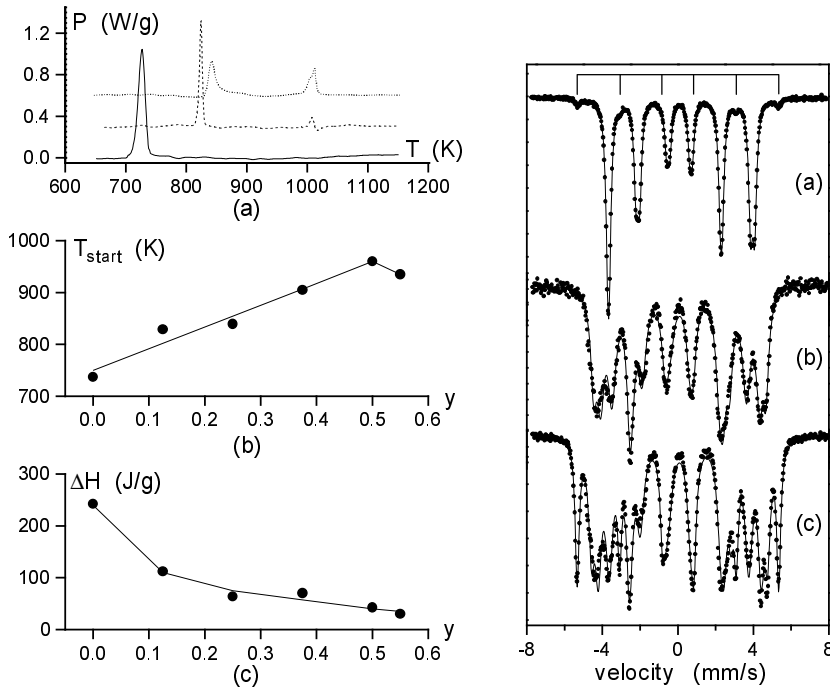 P (W/g)
1.2
0.8
0.4
0.0
T (K)
600 700 800 900 1000 1100 1200
(a)
1000
T_start (K)
900
800
700
0.0 0.1 0.2 0.3 0.4 0.5 0.6 y
(b)
300
ΔH (J/g)
200
100
0
0.0 0.1 0.2 0.3 0.4 0.5 0.6 y
(c)
(a)
(b)
(c)
-8 -4 0 4 8
velocity (mm/s)